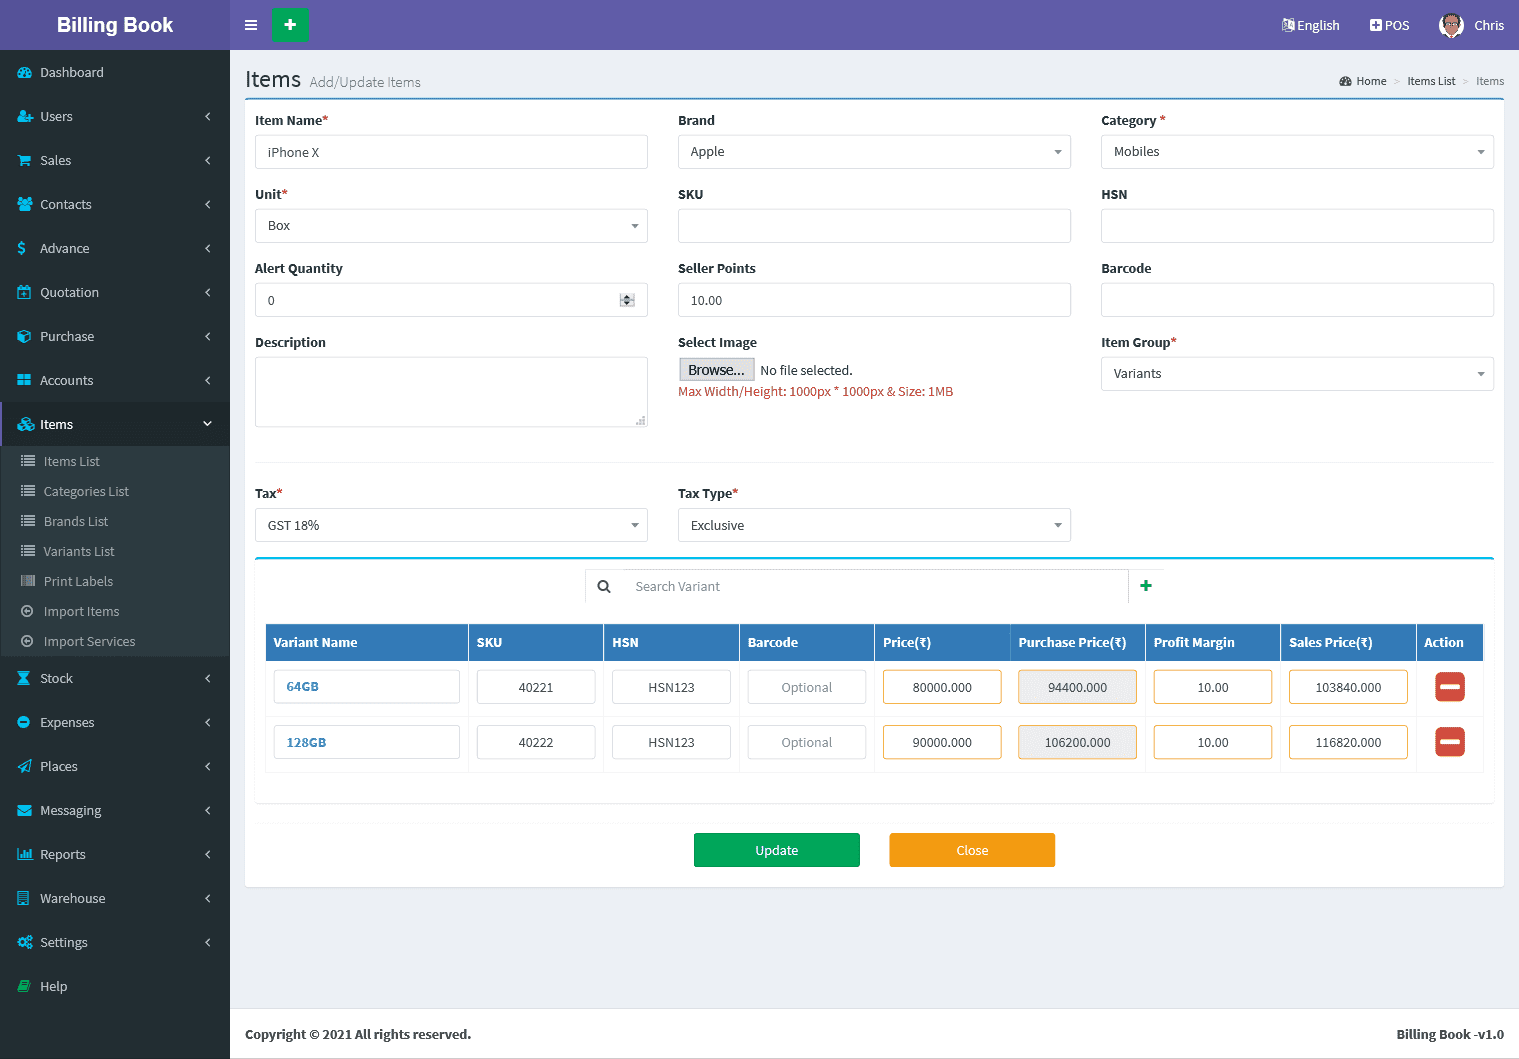 Billing Book
English
POS
Chris
Dashboard
Users
Sales
Contacts
Advance
Quotation
Purchase
Accounts
Items
Items List
Categories List
Brands List
Variants List
Print Labels
Import Items
Import Services
Stock
Expenses
Places
Messaging
Reports
Warehouse
Settings
Help
Items Add/Update Items
Home > Items List > Items
Item Name*
iPhone X
Brand
Apple
Category *
Mobiles
Unit*
Box
SKU
HSN
Alert Quantity
0
Seller Points
10.00
Barcode
Description
Select Image
Browse... No file selected.
Max Width/Height: 1000px * 1000px & Size: 1MB
Item Group*
Variants
Tax*
GST 18%
Tax Type*
Exclusive
Search Variant
Variant Name SKU HSN Barcode Price(₹) Purchase Price(₹) Profit Margin Sales Price(₹) Action
64GB 40221 HSN123 Optional 80000.000 94400.000 10.00 103840.000
128GB 40222 HSN123 Optional 90000.000 106200.000 10.00 116820.000
Update
Close
Copyright © 2021 All rights reserved.
Billing Book -v1.0